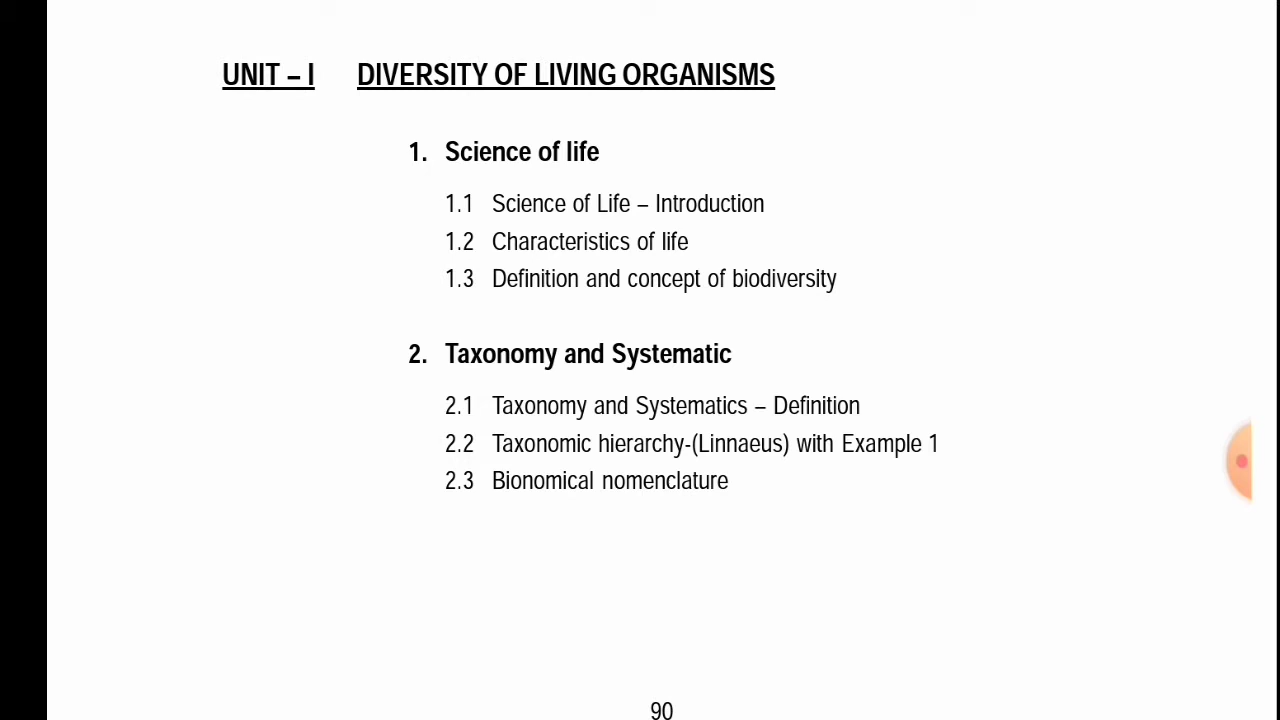 UNIT – I DIVERSITY OF LIVING ORGANISMS
1. Science of life
1.1 Science of Life – Introduction
1.2 Characteristics of life
1.3 Definition and concept of biodiversity
2. Taxonomy and Systematic
2.1 Taxonomy and Systematics – Definition
2.2 Taxonomic hierarchy-(Linnaeus) with Example 1
2.3 Bionomical nomenclature
90